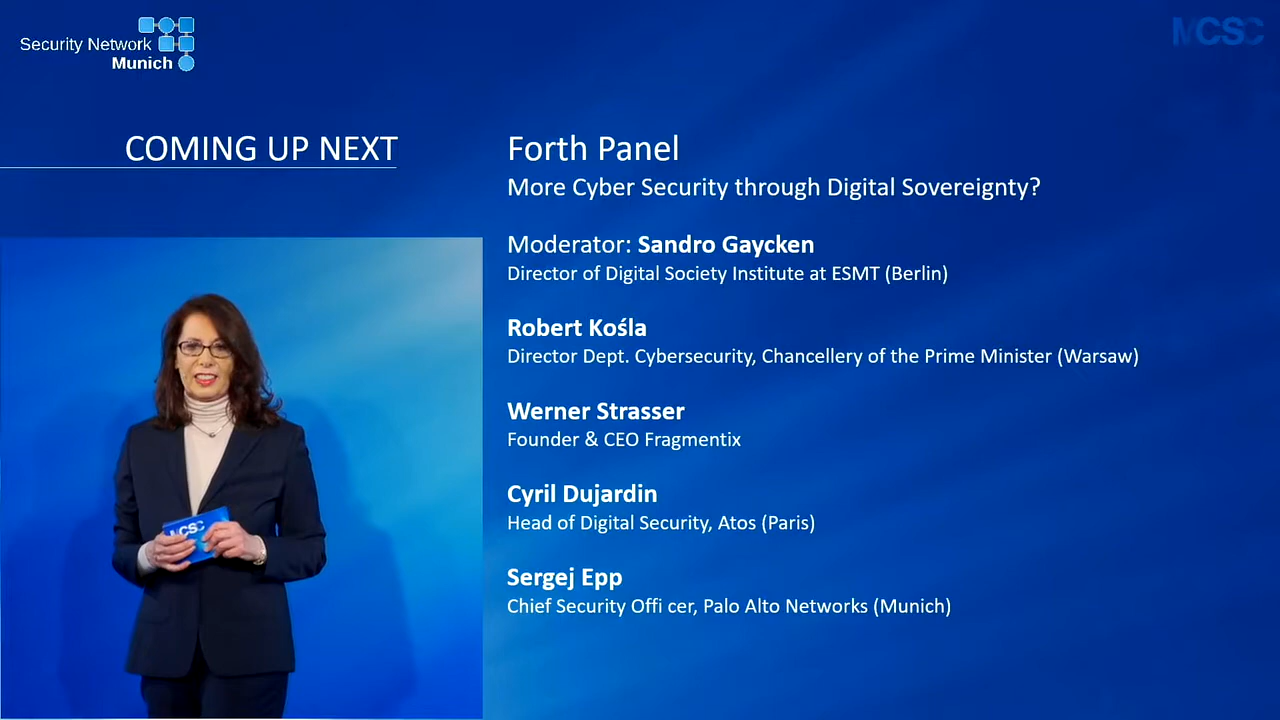 Security Network
Munich
MCSC
COMING UP NEXT
Forth Panel
More Cyber Security through Digital Sovereignty?
Moderator: Sandro Gaycken
Director of Digital Society Institute at ESMT (Berlin)
Robert Kośla
Director Dept. Cybersecurity, Chancellery of the Prime Minister (Warsaw)
Werner Strasser
Founder & CEO Fragmentix
Cyril Dujardin
Head of Digital Security, Atos (Paris)
Sergej Epp
Chief Security Offi cer, Palo Alto Networks (Munich)
MCSC